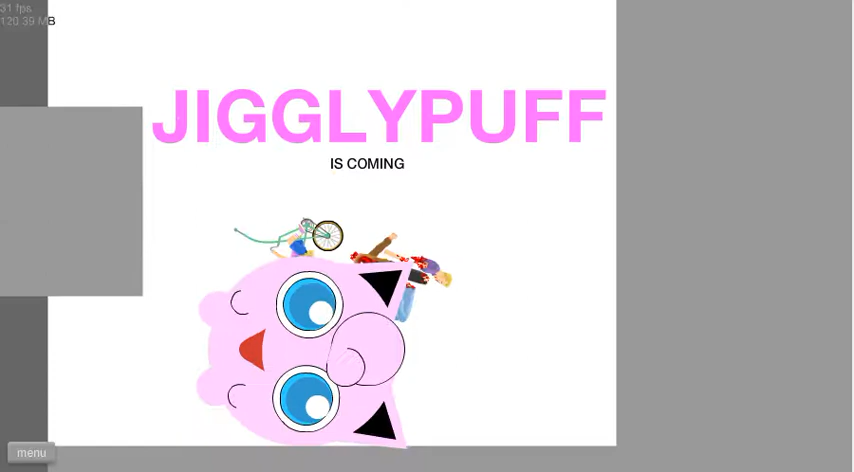 31 fps
120.39 MB
JIGGLYPUFF
IS COMING
menu